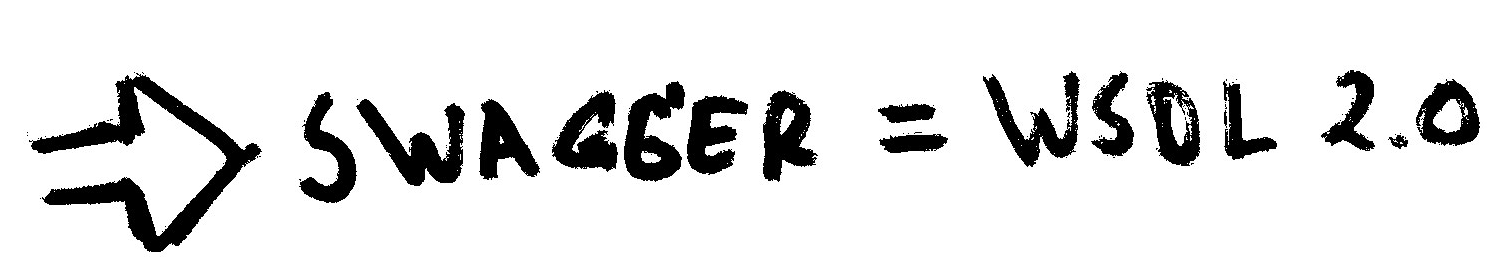 ⇒ SWAGGER = WSDL 2.0